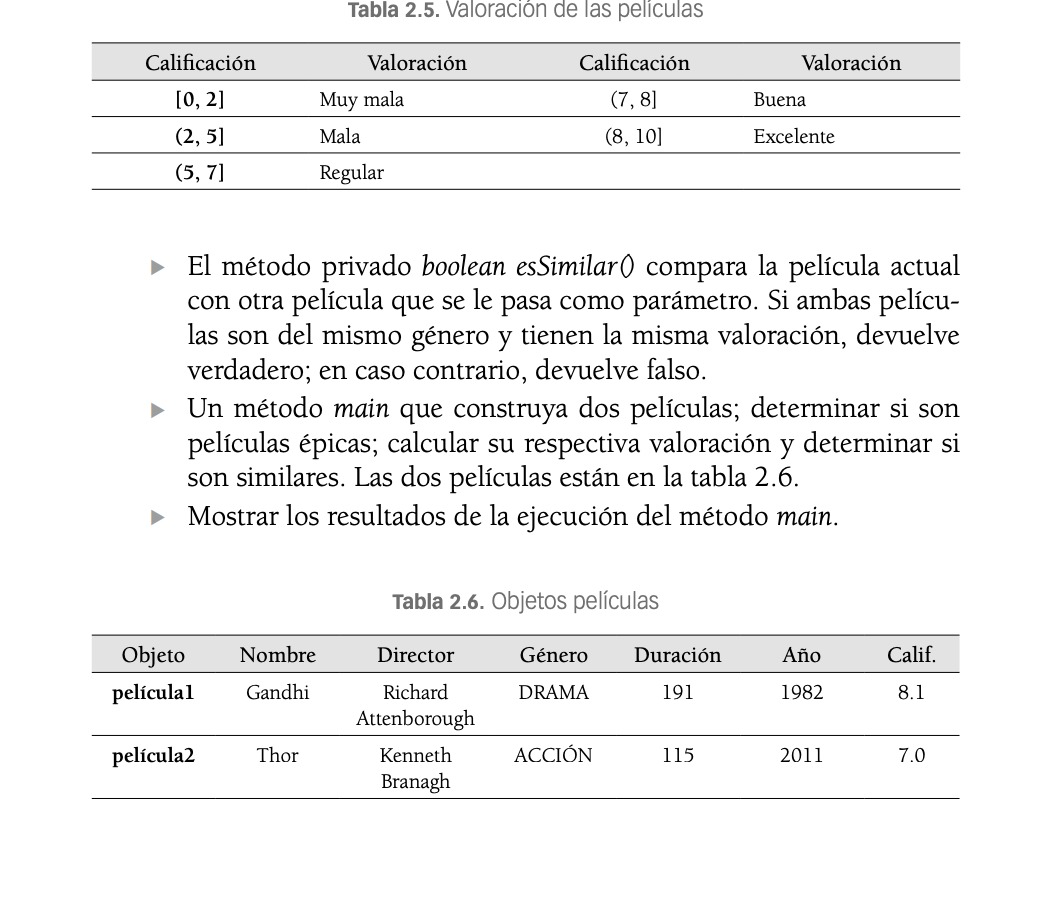 Tabla 2.5. Valoración de las películas
Calificación Valoración Calificación Valoración
[0, 2] Muy mala (7, 8] Buena
(2, 5] Mala (8, 10] Excelente
(5, 7] Regular
▶ El método privado boolean esSimilar() compara la película actual
con otra película que se le pasa como parámetro. Si ambas pelícu-
las son del mismo género y tienen la misma valoración, devuelve
verdadero; en caso contrario, devuelve falso.
▶ Un método main que construya dos películas; determinar si son
películas épicas; calcular su respectiva valoración y determinar si
son similares. Las dos películas están en la tabla 2.6.
▶ Mostrar los resultados de la ejecución del método main.
Tabla 2.6. Objetos películas
Objeto Nombre Director Género Duración Año Calif.
película1 Gandhi Richard DRAMA 191 1982 8.1
Attenborough
película2 Thor Kenneth ACCIÓN 115 2011 7.0
Branagh